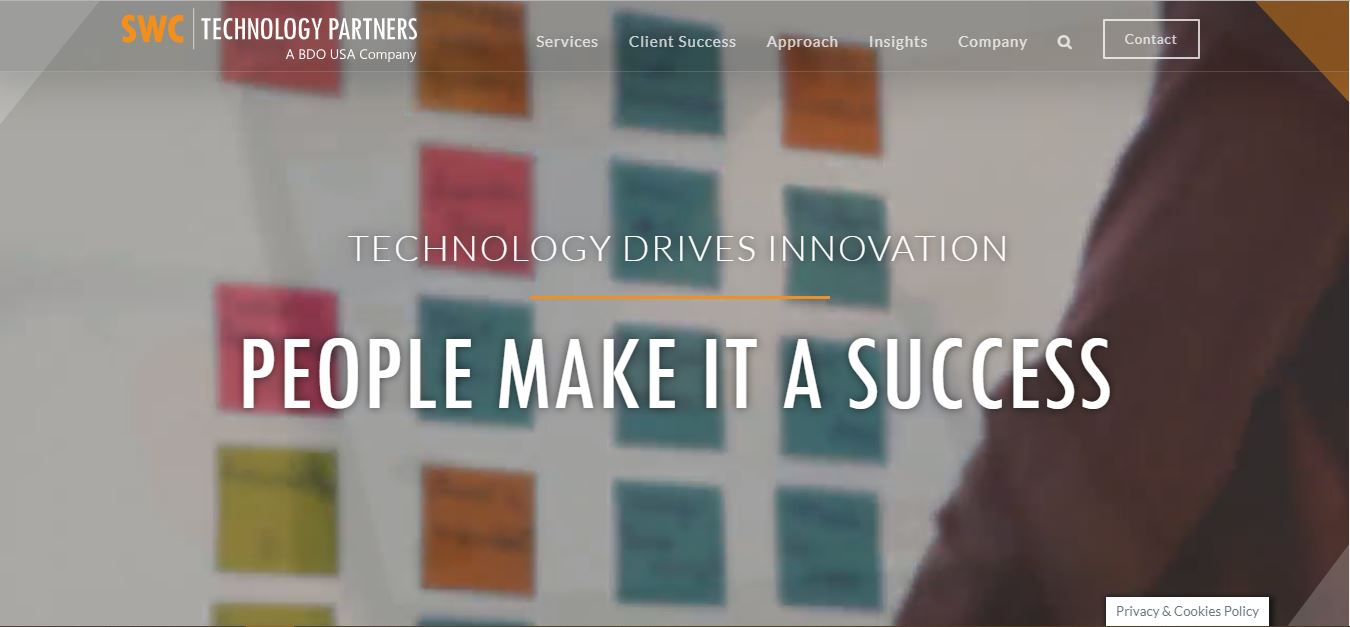 SWC TECHNOLOGY PARTNERS
A BDO USA Company
Services Client Success Approach Insights Company Contact
TECHNOLOGY DRIVES INNOVATION
PEOPLE MAKE IT A SUCCESS
Privacy & Cookies Policy